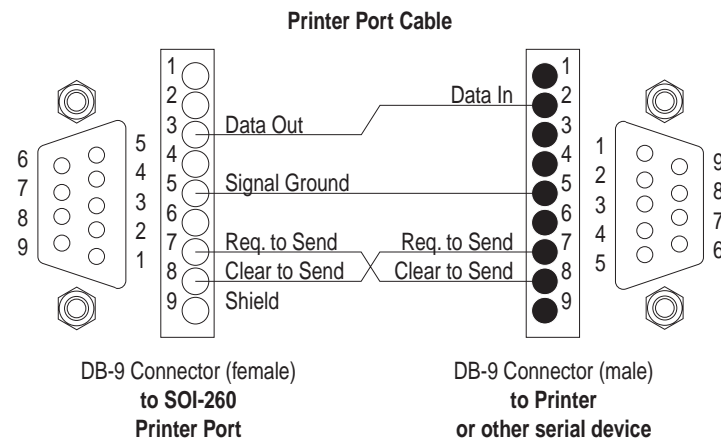 Printer Port Cable
6
7
8
9
5
4
3
2
1
1
2
3 Data Out
4
5 Signal Ground
6
7 Req. to Send
8 Clear to Send
9 Shield
1
Data In 2
3
4
5
6
Req. to Send 7
Clear to Send 8
9
1
2
3
4
5
9
8
7
6
DB-9 Connector (female)
to SOI-260
Printer Port
DB-9 Connector (male)
to Printer
or other serial device